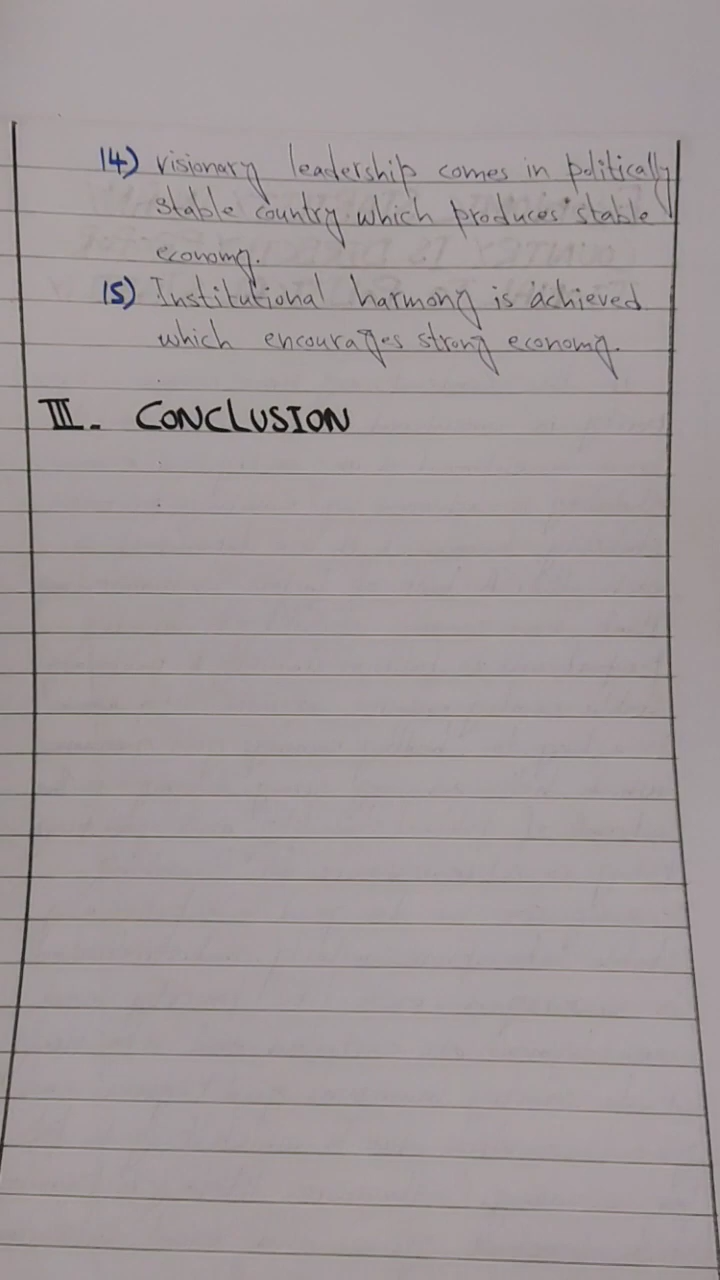 14) visionary leadership comes in politically
stable country which produces stable
economy.
15) Institutional harmony is achieved
which encourages strong economy.
III. CONCLUSION